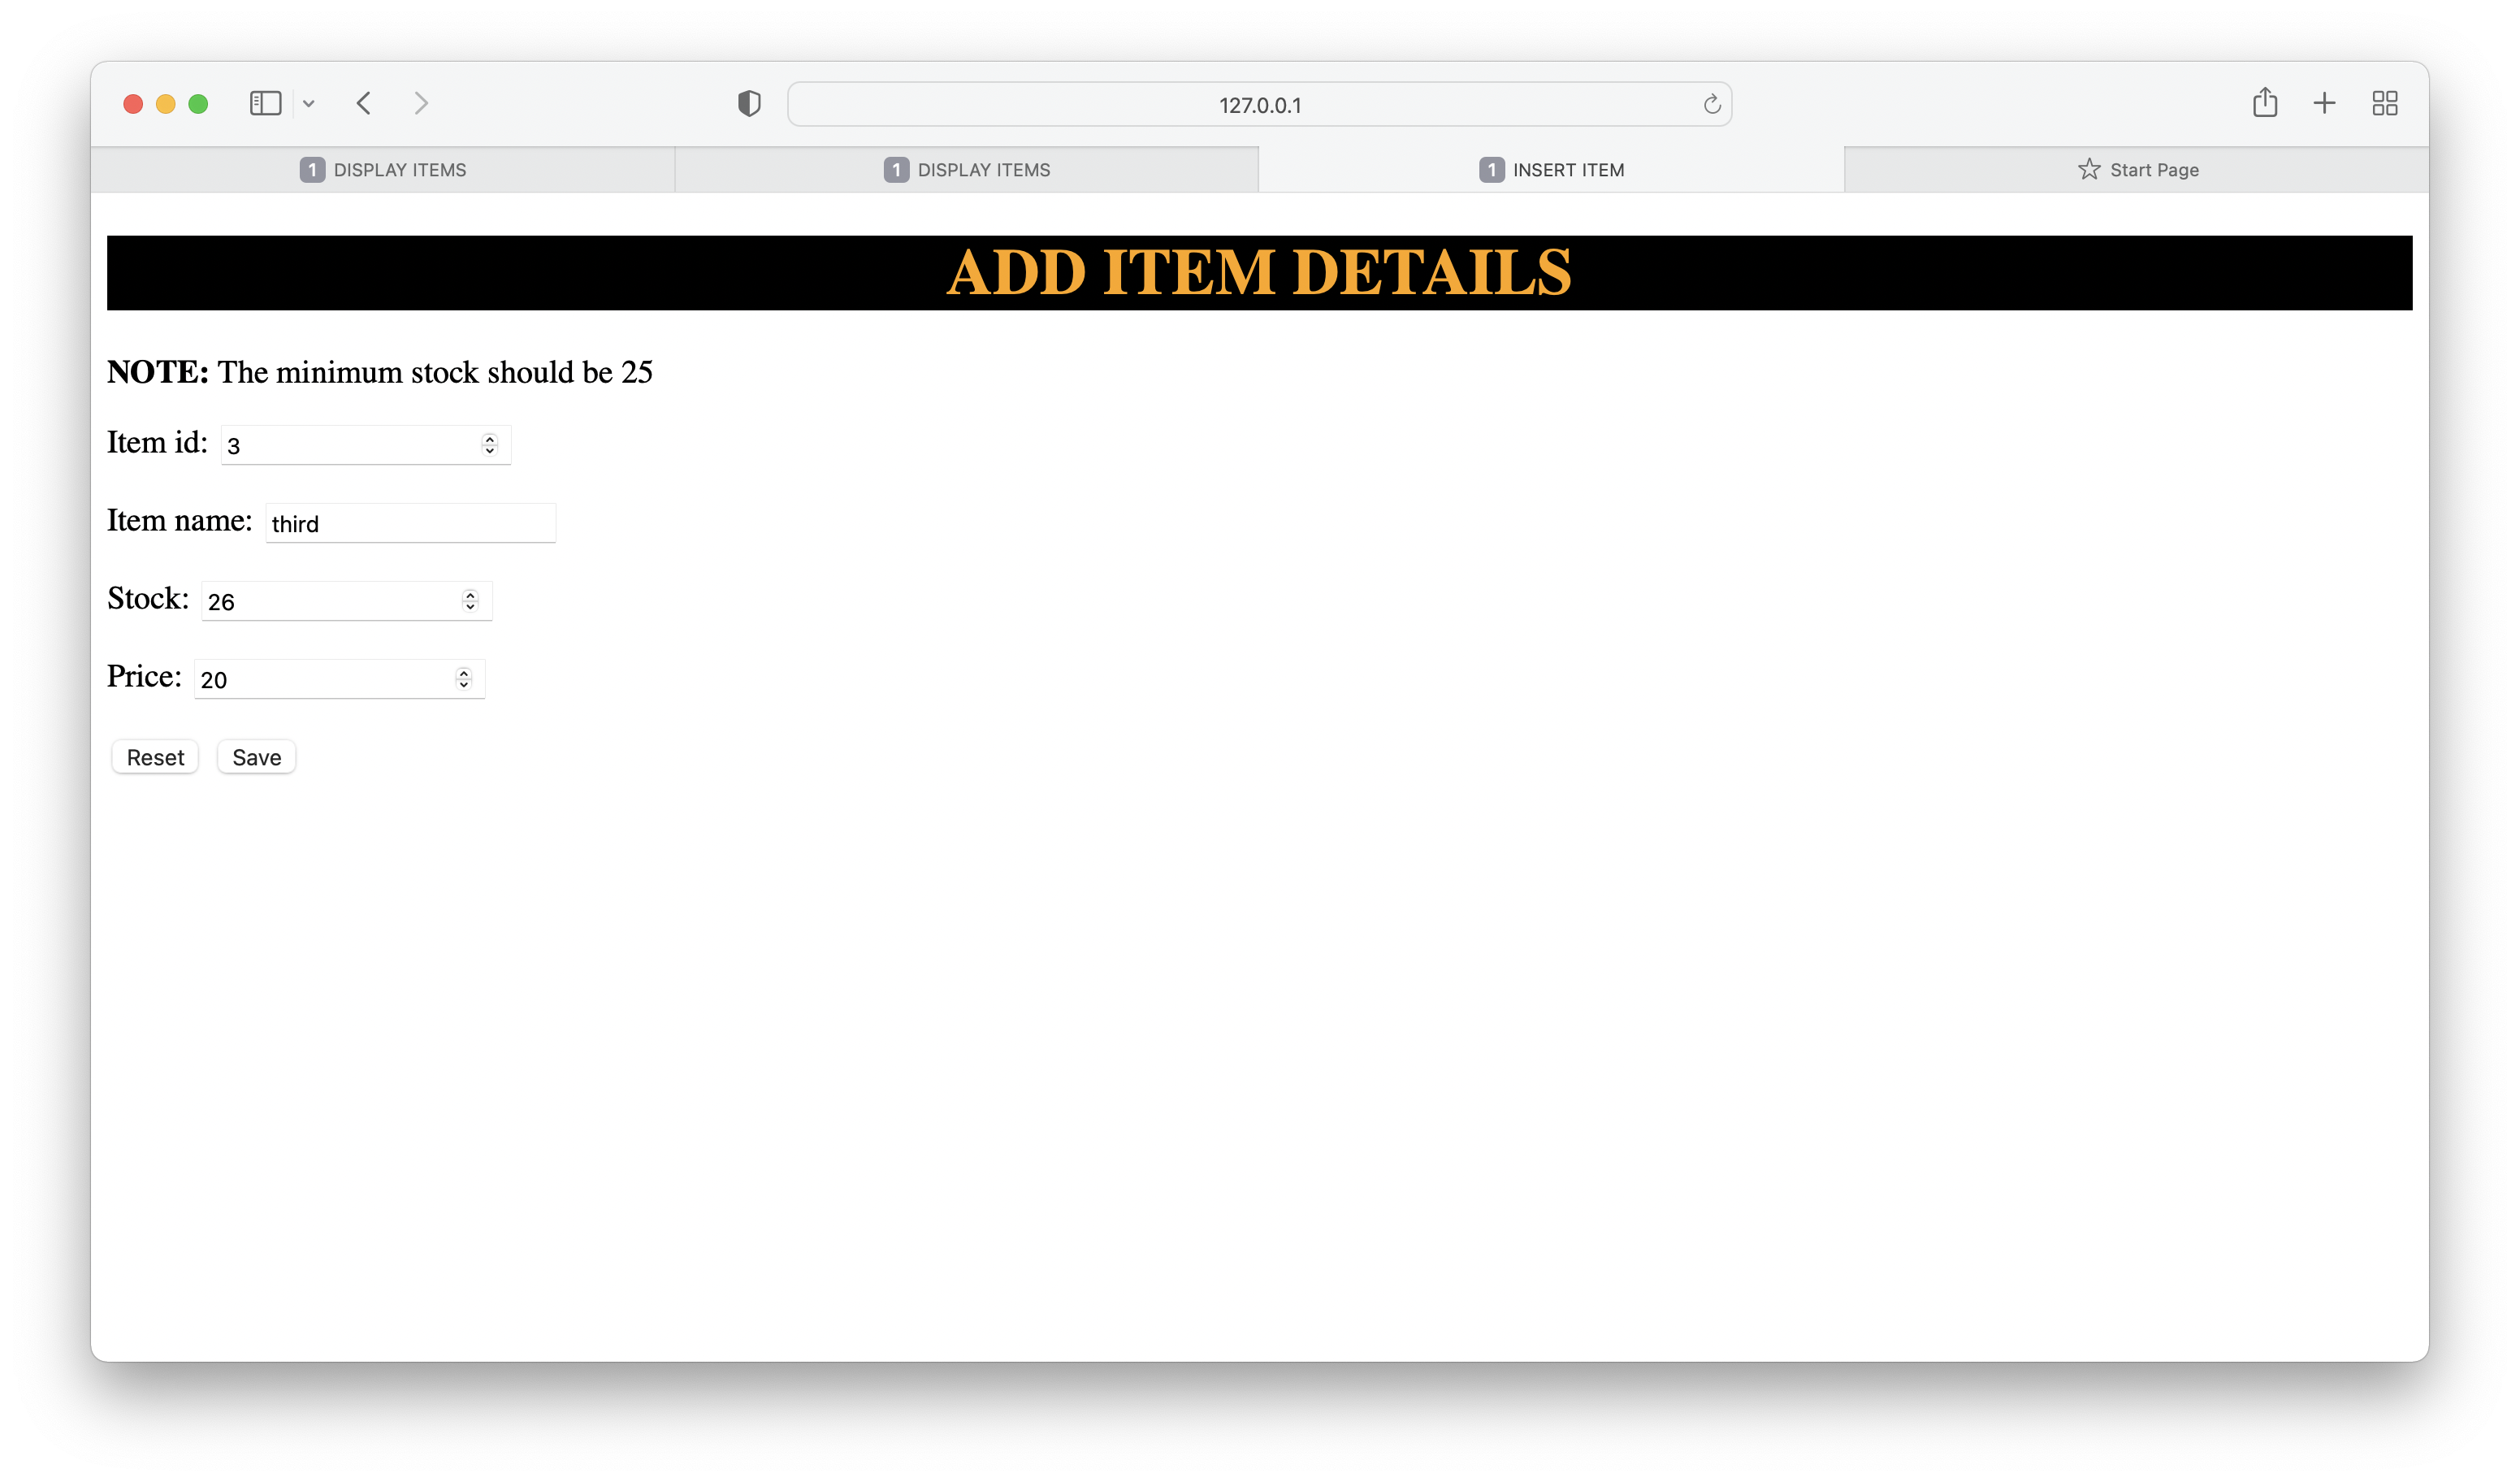 127.0.0.1
1 DISPLAY ITEMS
1 DISPLAY ITEMS
1 INSERT ITEM
Start Page
ADD ITEM DETAILS
NOTE: The minimum stock should be 25
Item id: 3
Item name: third
Stock: 26
Price: 20
Reset Save